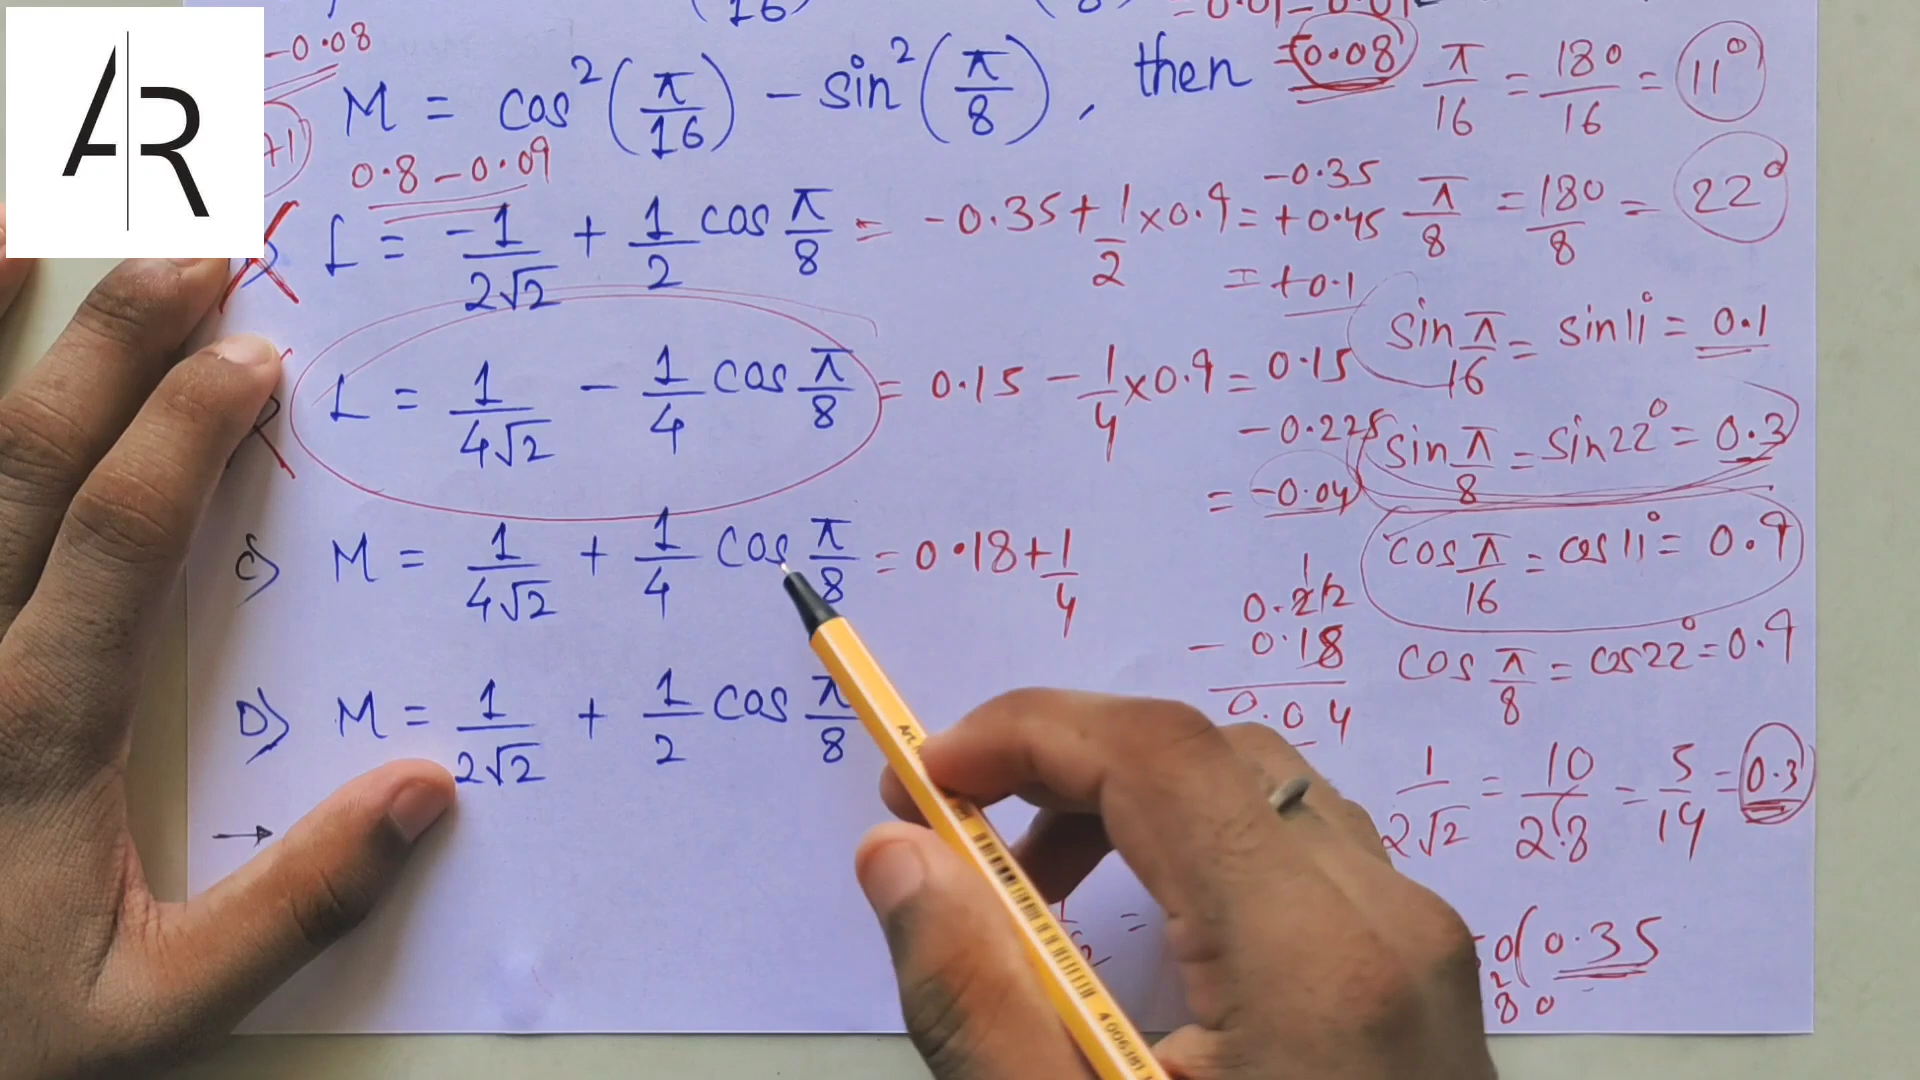 AR
-0.08
M = cos²(π/16) - sin²(π/8), then
= 0.08
π/16 = 180/16 = 11°
+1)
0.8 - 0.09
L = -1/2√2 + 1/2 cos π/8 = -0.35 + 1/2 × 0.9 = -0.35 + 0.45
= +0.1
π/8 = 180/8 = 22°
sin π/16 = sin 11° = 0.1
L = 1/4√2 - 1/4 cos π/8 = 0.15 - 1/4 × 0.9 = 0.15 - 0.225
= -0.04
sin π/8 = sin 22° = 0.3
C) M = 1/4√2 + 1/4 cos π/8 = 0.18 + 1/4
cos π/16 = cos 11° = 0.9
- 0.18
0.04
cos π/8 = cos 22° = 0.9
D) M = 1/2√2 + 1/2 cos π/8
1/2√2 = 10/2.8 = 5/14 = 0.3
→
0.35
80